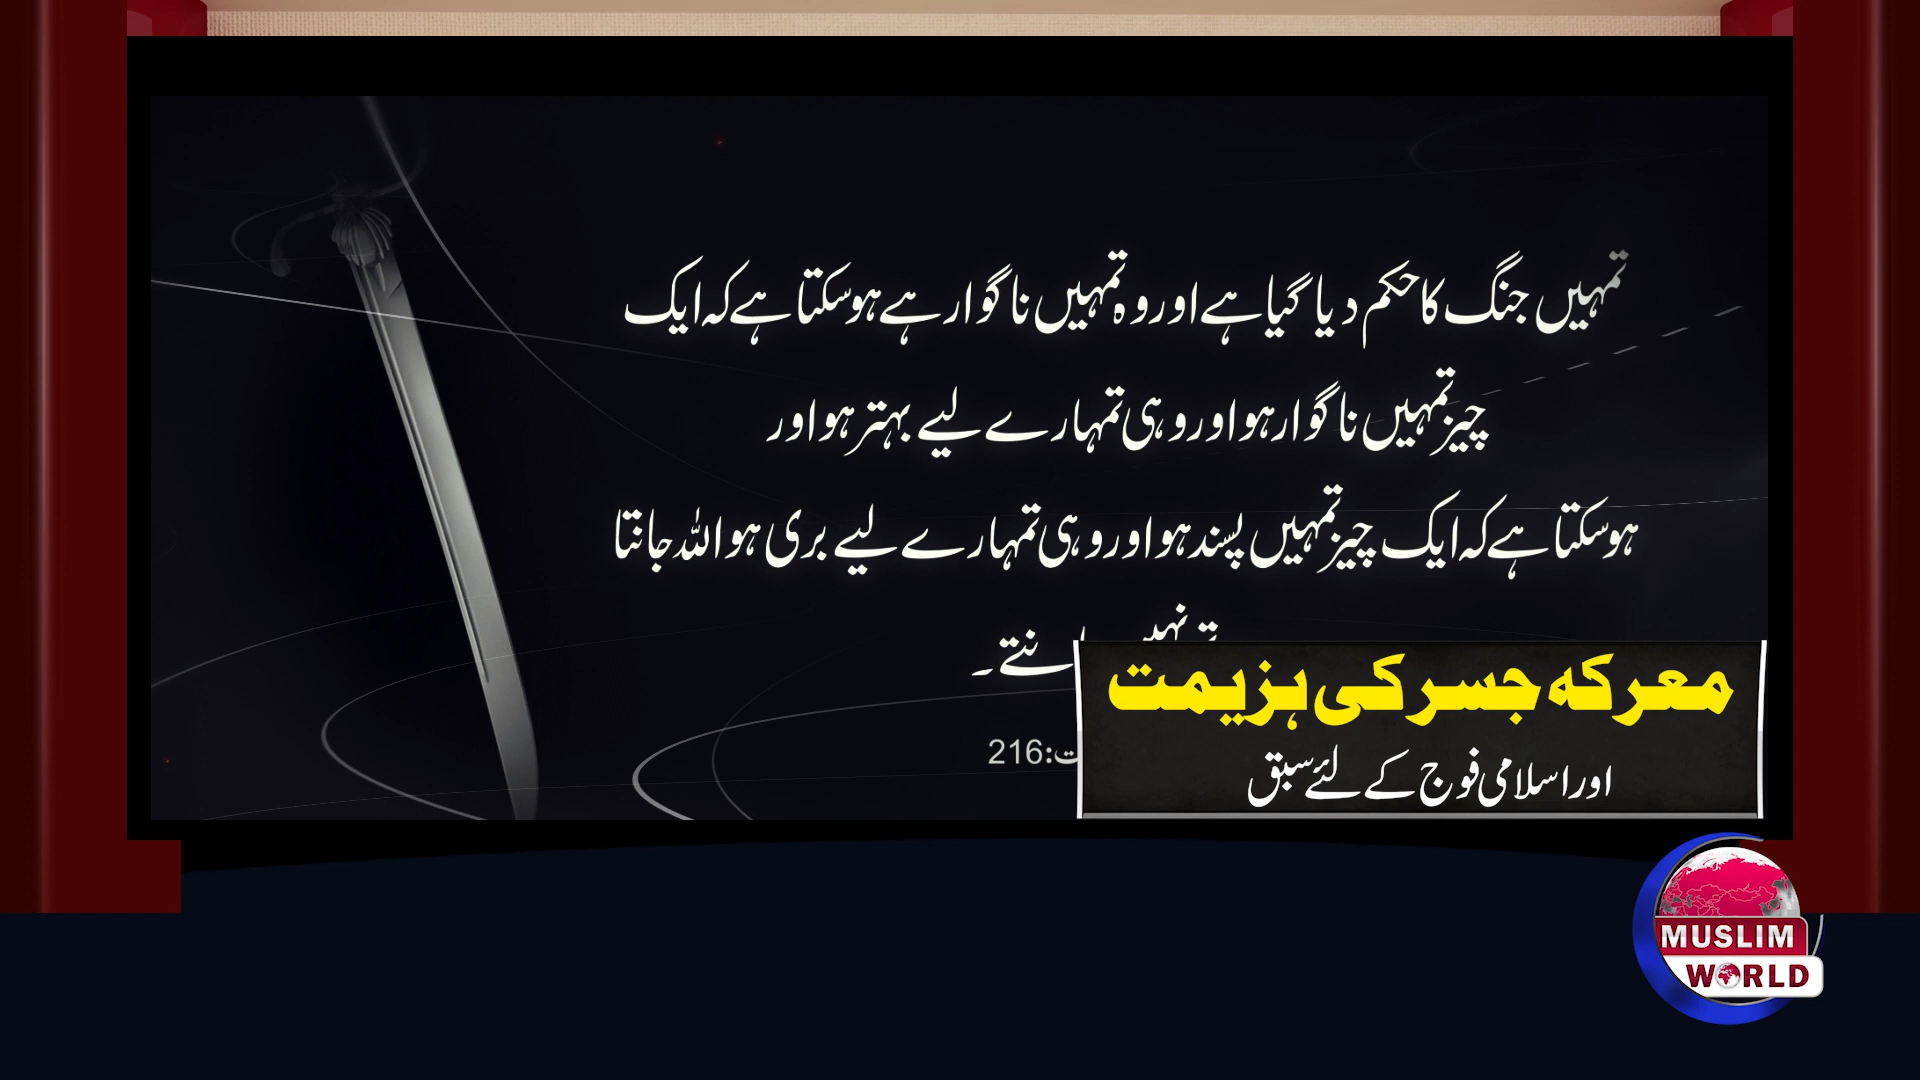 تمہیں جنگ کا حکم دیا گیا ہے اور وہ تمہیں ناگوار ہے ہوسکتا ہے کہ ایک
چیز تمہیں ناگوار ہو اور وہی تمہارے لیے بہتر ہو اور
ہوسکتا ہے کہ ایک چیز تمہیں پسند ہو اور وہی تمہارے لیے بری ہو اللہ جانتا
216
معرکہ جسر کی ہزیمت
اور اسلامی فوج کے لئے سبق
MUSLIM
WORLD